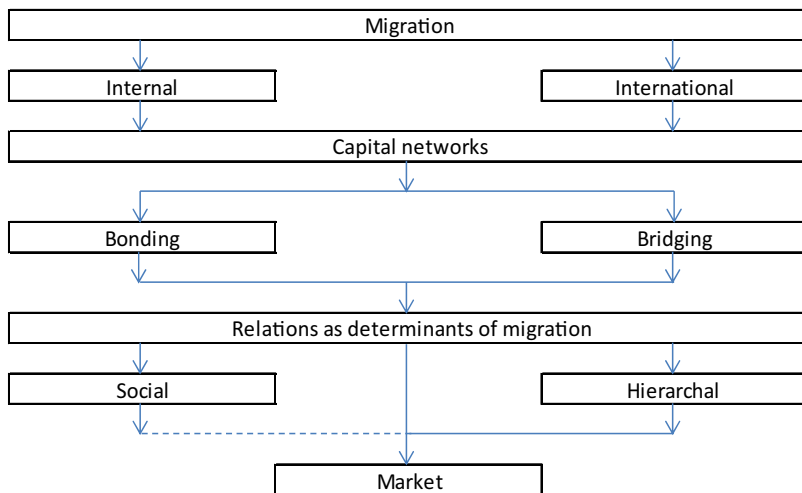 Migration
Internal
International
Capital networks
Bonding
Bridging
Relations as determinants of migration
Social
Hierarchal
Market